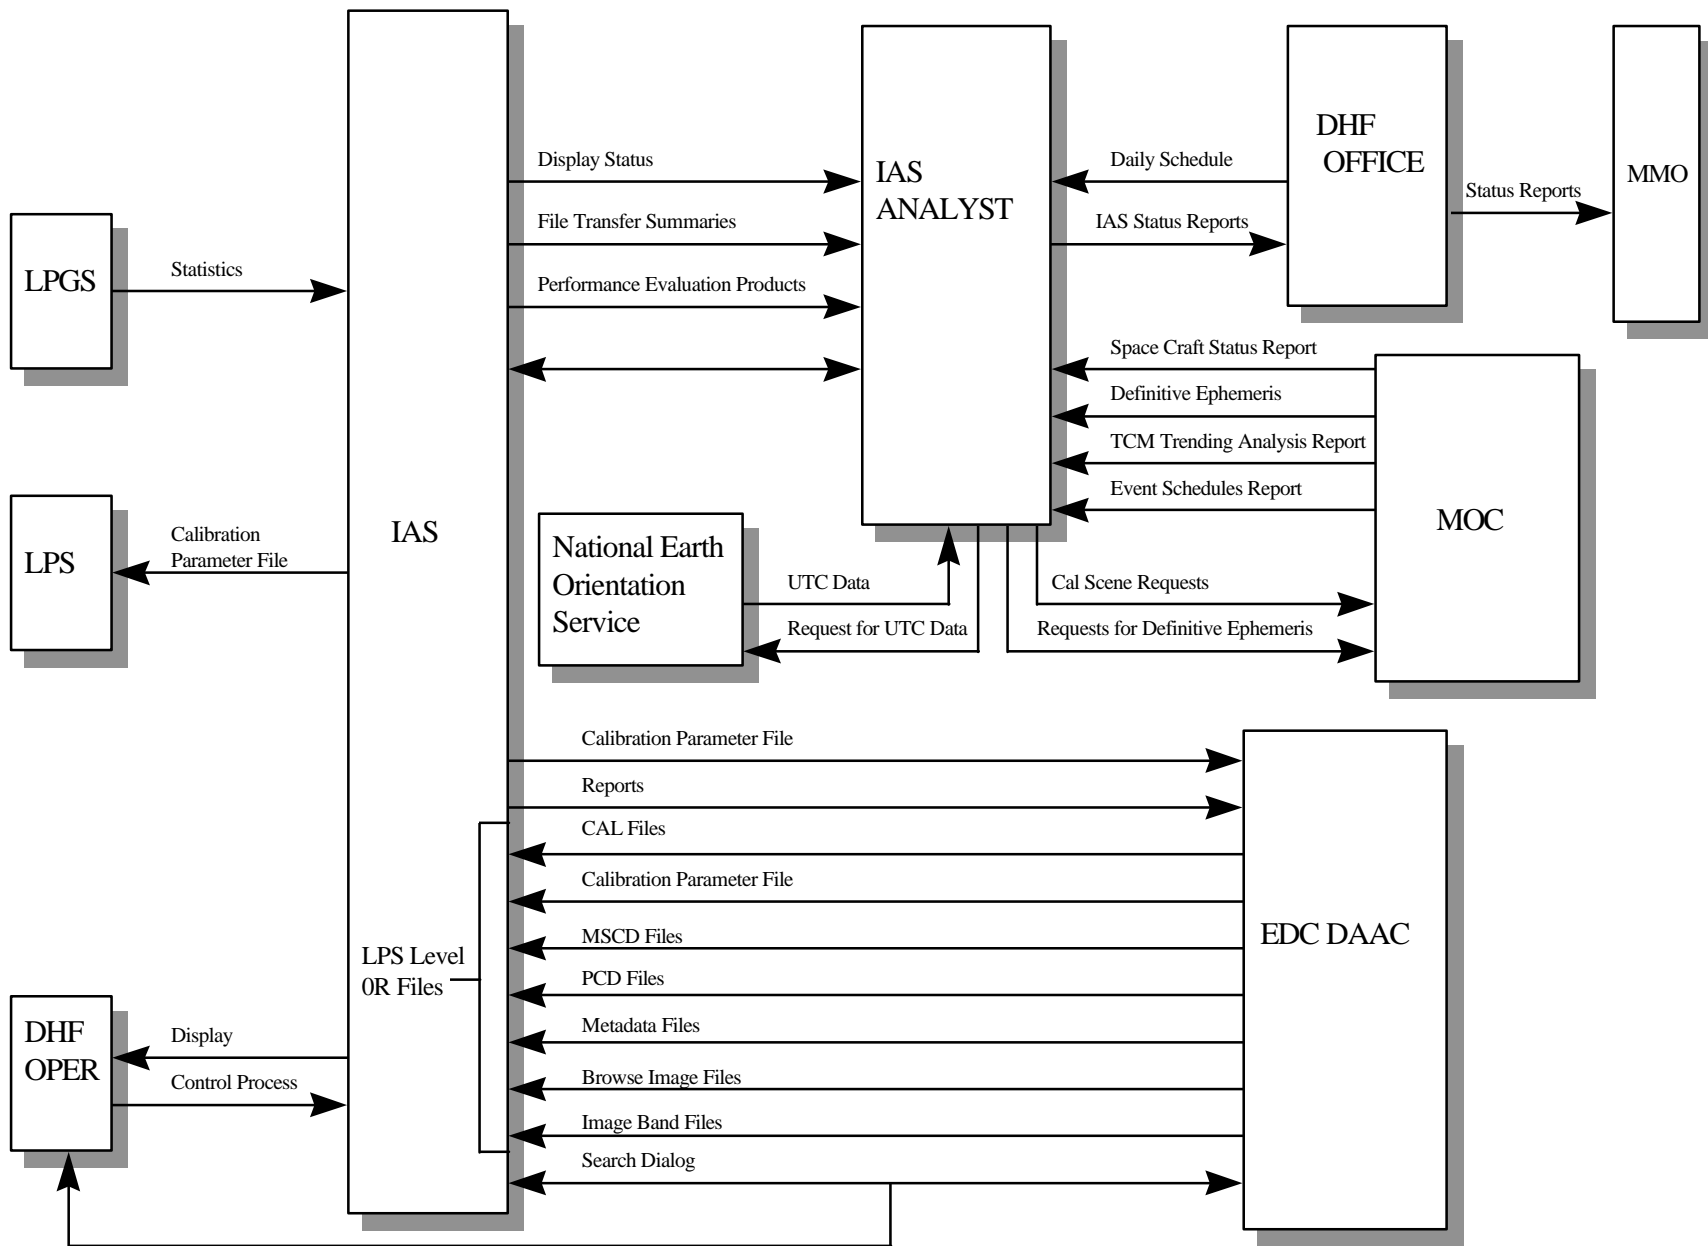 LPGS
Statistics
LPS
Calibration
Parameter File
DHF
OPER
Display
Control Process
IAS
LPS Level
0R Files
Display Status
File Transfer Summaries
Performance Evaluation Products
IAS
ANALYST
Daily Schedule
IAS Status Reports
DHF
OFFICE
Status Reports
MMO
Space Craft Status Report
Definitive Ephemeris
TCM Trending Analysis Report
Event Schedules Report
MOC
National Earth
Orientation
Service
UTC Data
Request for UTC Data
Cal Scene Requests
Requests for Definitive Ephemeris
Calibration Parameter File
Reports
CAL Files
Calibration Parameter File
MSCD Files
PCD Files
Metadata Files
Browse Image Files
Image Band Files
Search Dialog
EDC DAAC